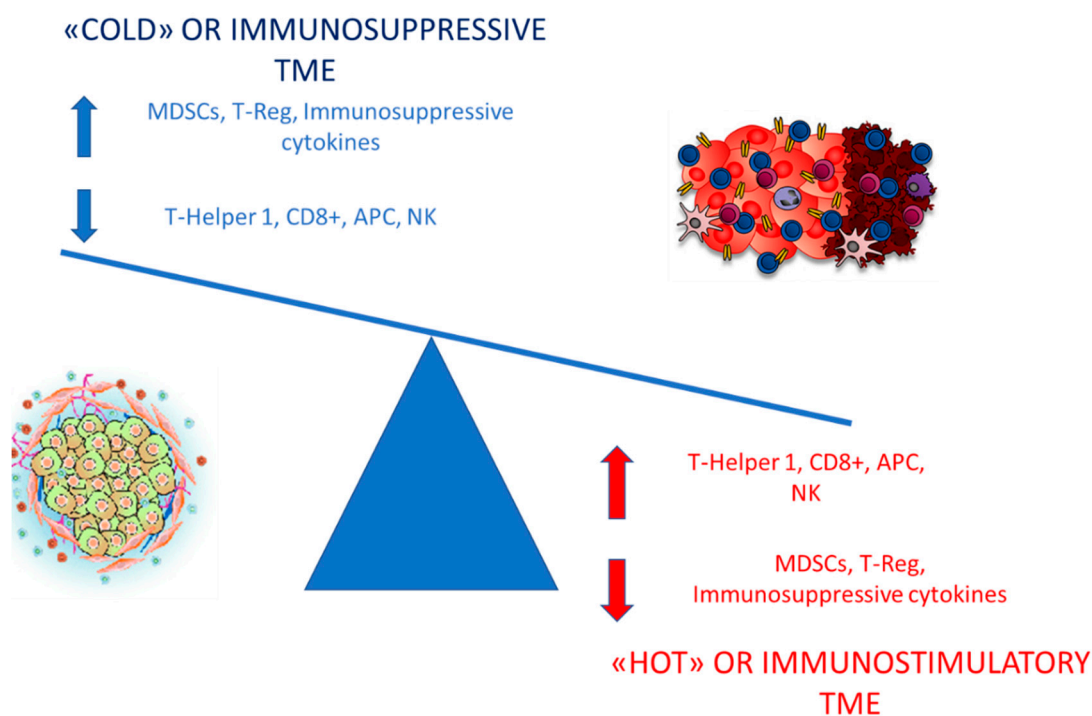 «COLD» OR IMMUNOSUPPRESSIVE
TME
MDSCs, T-Reg, Immunosuppressive
cytokines
T-Helper 1, CD8+, APC, NK
T-Helper 1, CD8+, APC,
NK
MDSCs, T-Reg,
Immunosuppressive cytokines
«HOT» OR IMMUNOSTIMULATORY
TME